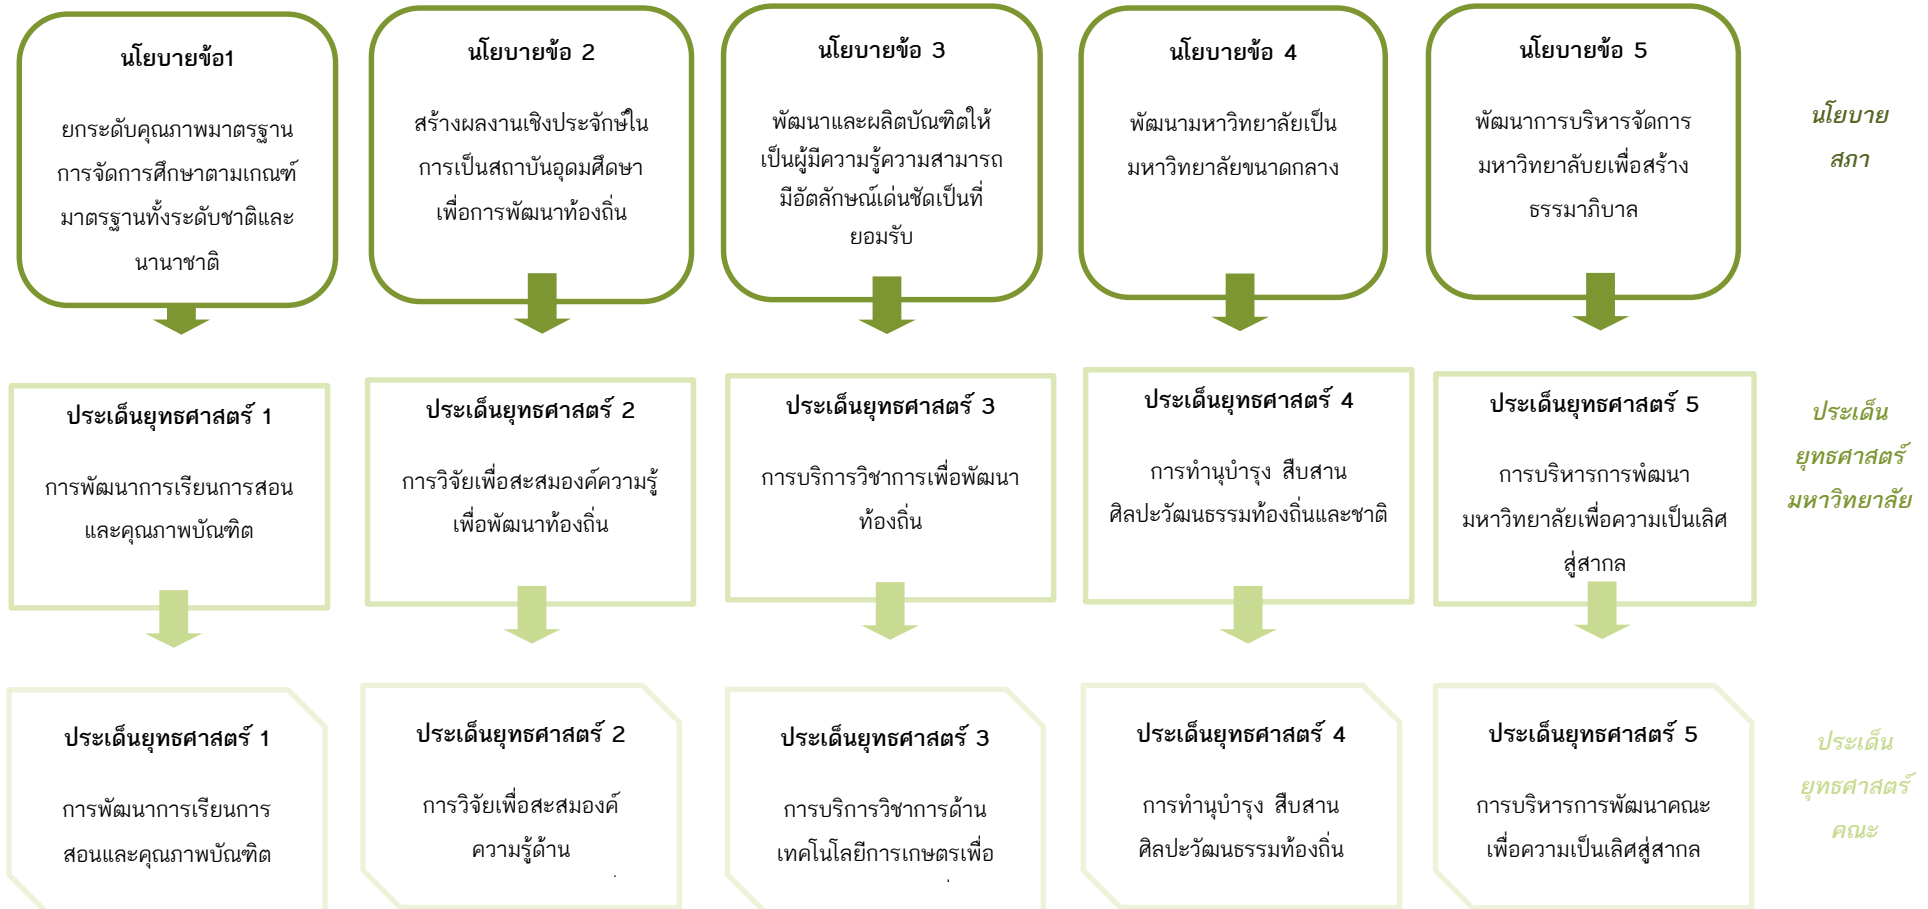 นโยบายข้อ1
ยกระดับคุณภาพมาตรฐาน
การจัดการศึกษาตามเกณฑ์
มาตรฐานทั้งระดับชาติและ
นานาชาติ
นโยบายข้อ 2
สร้างผลงานเชิงประจักษ์ใน
การเป็นสถาบันอุดมศึดษา
เพื่อการพัฒนาท้องถิ่น
นโยบายข้อ 3
พัฒนาและผลิตบัณฑิตให้
เป็นผู้มีความรู้ความสามารถ
มีอัตลักษณ์เด่นชัดเป็นที่
ยอมรับ
นโยบายข้อ 4
พัฒนามหาวิทยาลัยเป็น
มหาวิทยาลัยขนาดกลาง
นโยบายข้อ 5
พัฒนาการบริหารจัดการ
มหาวิทยาลับยเพื่อสร้าง
ธรรมาภิบาล
นโยบาย
สภา
ประเด็นยุทธศาสตร์ 1
การพัฒนาการเรียนการสอน
และคุณภาพบัณฑิต
ประเด็นยุทธศาสตร์ 2
การวิจัยเพื่อสะสมองค์ความรู้
เพื่อพัฒนาท้องถิ่น
ประเด็นยุทธศาสตร์ 3
การบริการวิชาการเพื่อพัฒนา
ท้องถิ่น
ประเด็นยุทธศาสตร์ 4
การทำนุบำรุง สืบสาน
ศิลปะวัฒนธรรมท้องถิ่นและชาติ
ประเด็นยุทธศาสตร์ 5
การบริหารการพํฒนา
มหาวิทยาลัยเพื่อความเป็นเลิศ
สู่สากล
ประเด็น
ยุทธศาสตร์
มหาวิทยาลัย
ประเด็นยุทธศาสตร์ 1
การพัฒนาการเรียนการ
สอนและคุณภาพบัณฑิต
ประเด็นยุทธศาสตร์ 2
การวิจัยเพื่อสะสมองค์
ความรู้ด้าน
ประเด็นยุทธศาสตร์ 3
การบริการวิชาการด้าน
เทคโนโลยีการเกษตรเพื่อ
ประเด็นยุทธศาสตร์ 4
การทำนุบำรุง สืบสาน
ศิลปะวัฒนธรรมท้องถิ่น
ประเด็นยุทธศาสตร์ 5
การบริหารการพัฒนาคณะ
เพื่อความเป็นเลิศสู่สากล
ประเด็น
ยุทธศาสตร์
คณะ